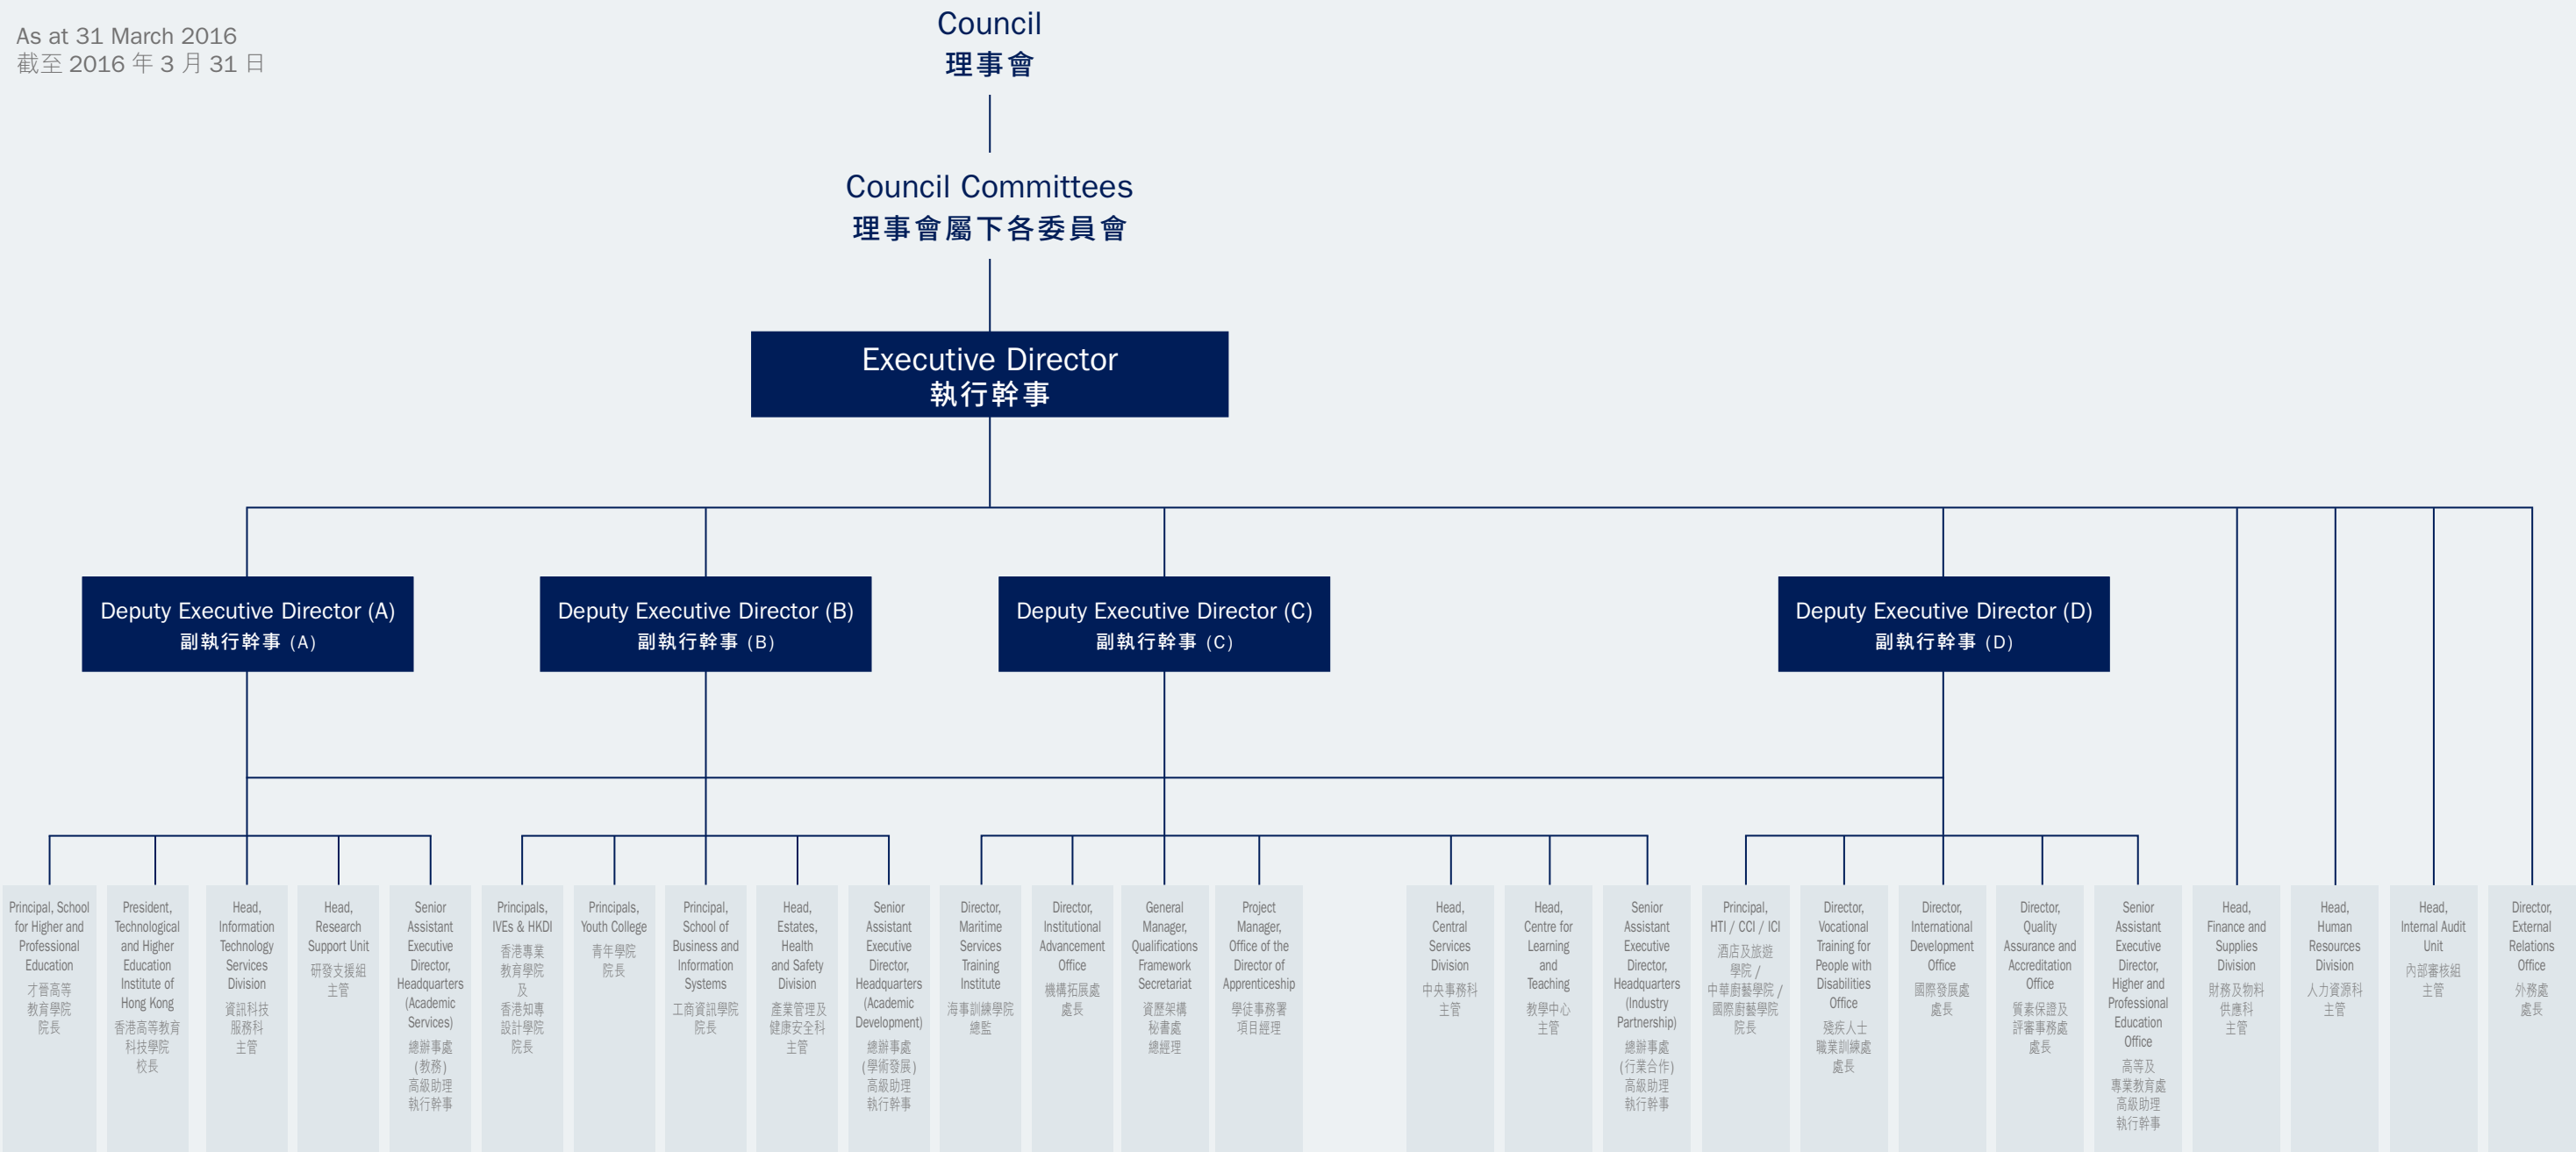 As at 31 March 2016
截至 2016 年 3 月 31 日
Council
理事會
Council Committees
理事會屬下各委員會
Executive Director
執行幹事
Deputy Executive Director (A)
副執行幹事 (A)
Deputy Executive Director (B)
副執行幹事 (B)
Deputy Executive Director (C)
副執行幹事 (C)
Deputy Executive Director (D)
副執行幹事 (D)
Principal, School
for Higher and
Professional
Education
才晉高等
教育學院
院長
President,
Technological
and Higher
Education
Institute of
Hong Kong
香港高等教育
科技學院
校長
Head,
Information
Technology
Services
Division
資訊科技
服務科
主管
Head,
Research
Support Unit
研發支援組
主管
Senior
Assistant
Executive
Director,
Headquarters
(Academic
Services)
總辦事處
(教務)
高級助理
執行幹事
Principals,
IVEs & HKDI
香港專業
教育學院
及
香港知專
設計學院
院長
Principals,
Youth College
青年學院
院長
Principal,
School of
Business and
Information
Systems
工商資訊學院
院長
Head,
Estates,
Health
and Safety
Division
產業管理及
健康安全科
主管
Senior
Assistant
Executive
Director,
Headquarters
(Academic
Development)
總辦事處
(學術發展)
高級助理
執行幹事
Director,
Maritime
Services
Training
Institute
海事訓練學院
總監
Director,
Institutional
Advancement
Office
機構拓展處
處長
General
Manager,
Qualifications
Framework
Secretariat
資歷架構
秘書處
總經理
Project
Manager,
Office of the
Director of
Apprenticeship
學徒事務署
項目經理
Head,
Central
Services
Division
中央事務科
主管
Head,
Centre for
Learning
and
Teaching
教學中心
主管
Senior
Assistant
Executive
Director,
Headquarters
(Industry
Partnership)
總辦事處
(行業合作)
高級助理
執行幹事
Principal,
HTI / CCI / ICI
酒店及旅遊
學院 /
中華廚藝學院 /
國際廚藝學院
院長
Director,
Vocational
Training for
People with
Disabilities
Office
殘疾人士
職業訓練處
處長
Director,
International
Development
Office
國際發展處
處長
Director,
Quality
Assurance and
Accreditation
Office
質素保證及
評審事務處
處長
Senior
Assistant
Executive
Director,
Higher and
Professional
Education
Office
高等及
專業教育處
高級助理
執行幹事
Head,
Finance and
Supplies
Division
財務及物料
供應科
主管
Head,
Human
Resources
Division
人力資源科
主管
Head,
Internal Audit
Unit
內部審核組
主管
Director,
External
Relations
Office
外務處
處長